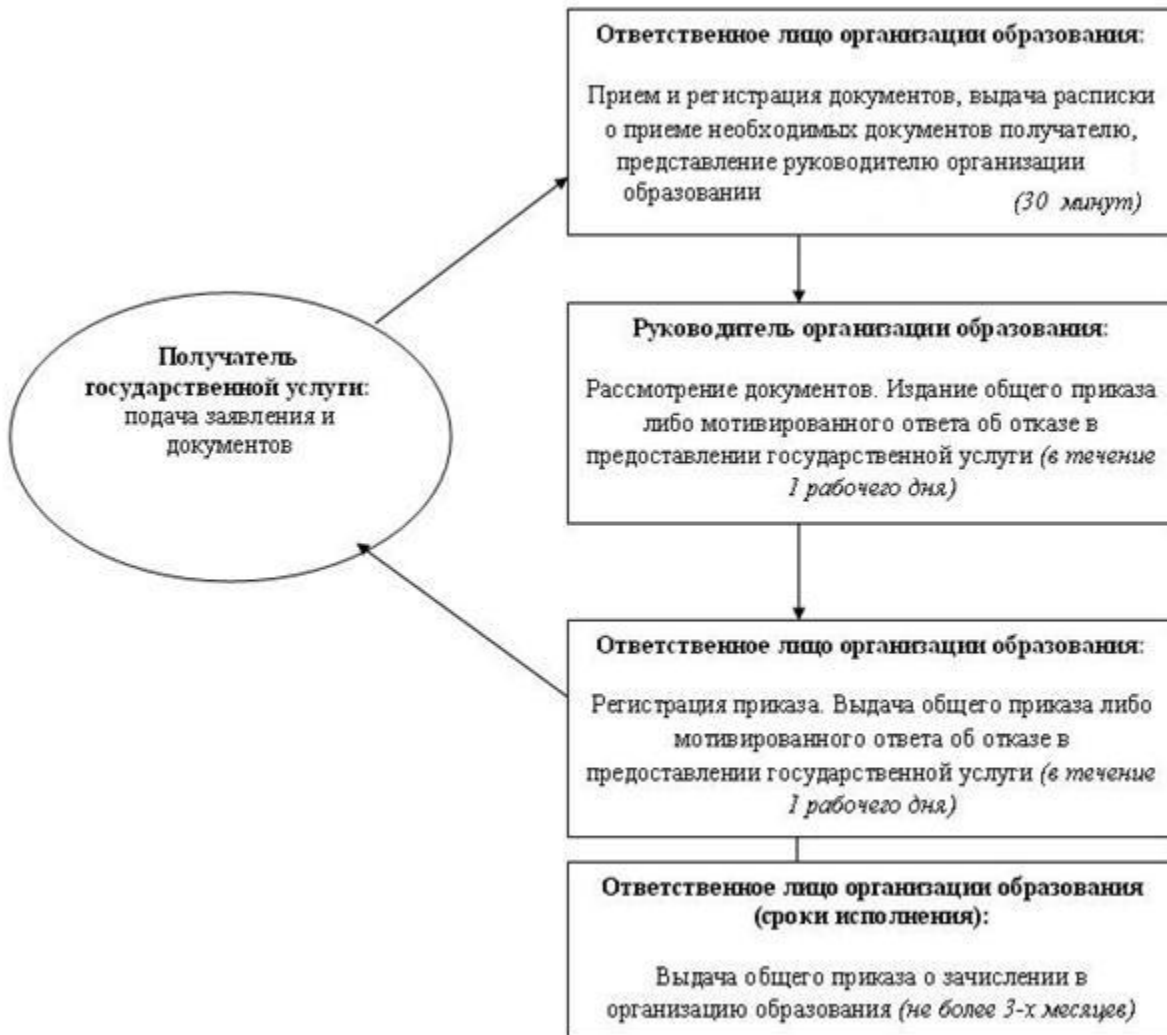 Ответственное лицо организации образования:
Прием и регистрация документов, выдача расписки
о приеме необходимых документов получателю,
представление руководителю организации
образовании
(30 минут)
Получатель
государственной услуги:
подача заявления и
документов
Руководитель организации образования:
Рассмотрение документов. Издание общего приказа
либо мотивированного ответа об отказе в
предоставлении государственной услуги (в течение
1 рабочего дня)
Ответственное лицо организации образования:
Регистрация приказа. Выдача общего приказа либо
мотивированного ответа об отказе в
предоставлении государственной услуги (в течение
1 рабочего дня)
Ответственное лицо организации образования
(сроки исполнения):
Выдача общего приказа о зачислении в
организацию образования (не более 3-х месяцев)